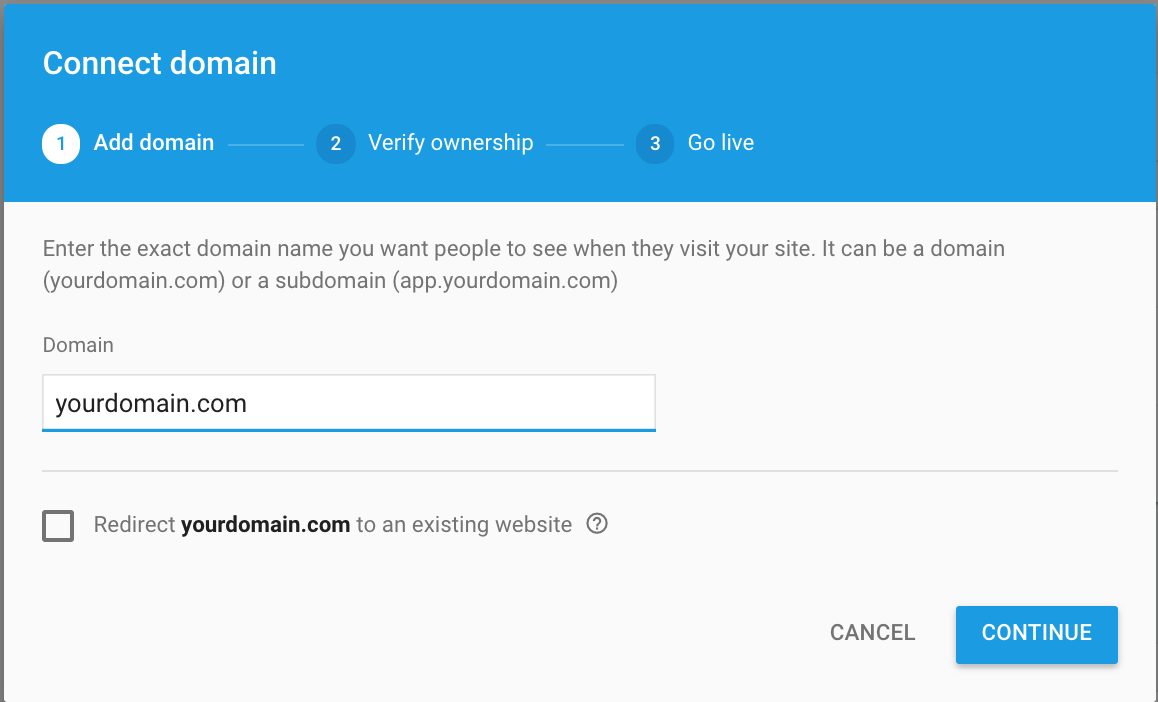 Connect domain
1 Add domain 2 Verify ownership 3 Go live
Enter the exact domain name you want people to see when they visit your site. It can be a domain
(yourdomain.com) or a subdomain (app.yourdomain.com)
Domain
yourdomain.com
Redirect yourdomain.com to an existing website ?
CANCEL CONTINUE